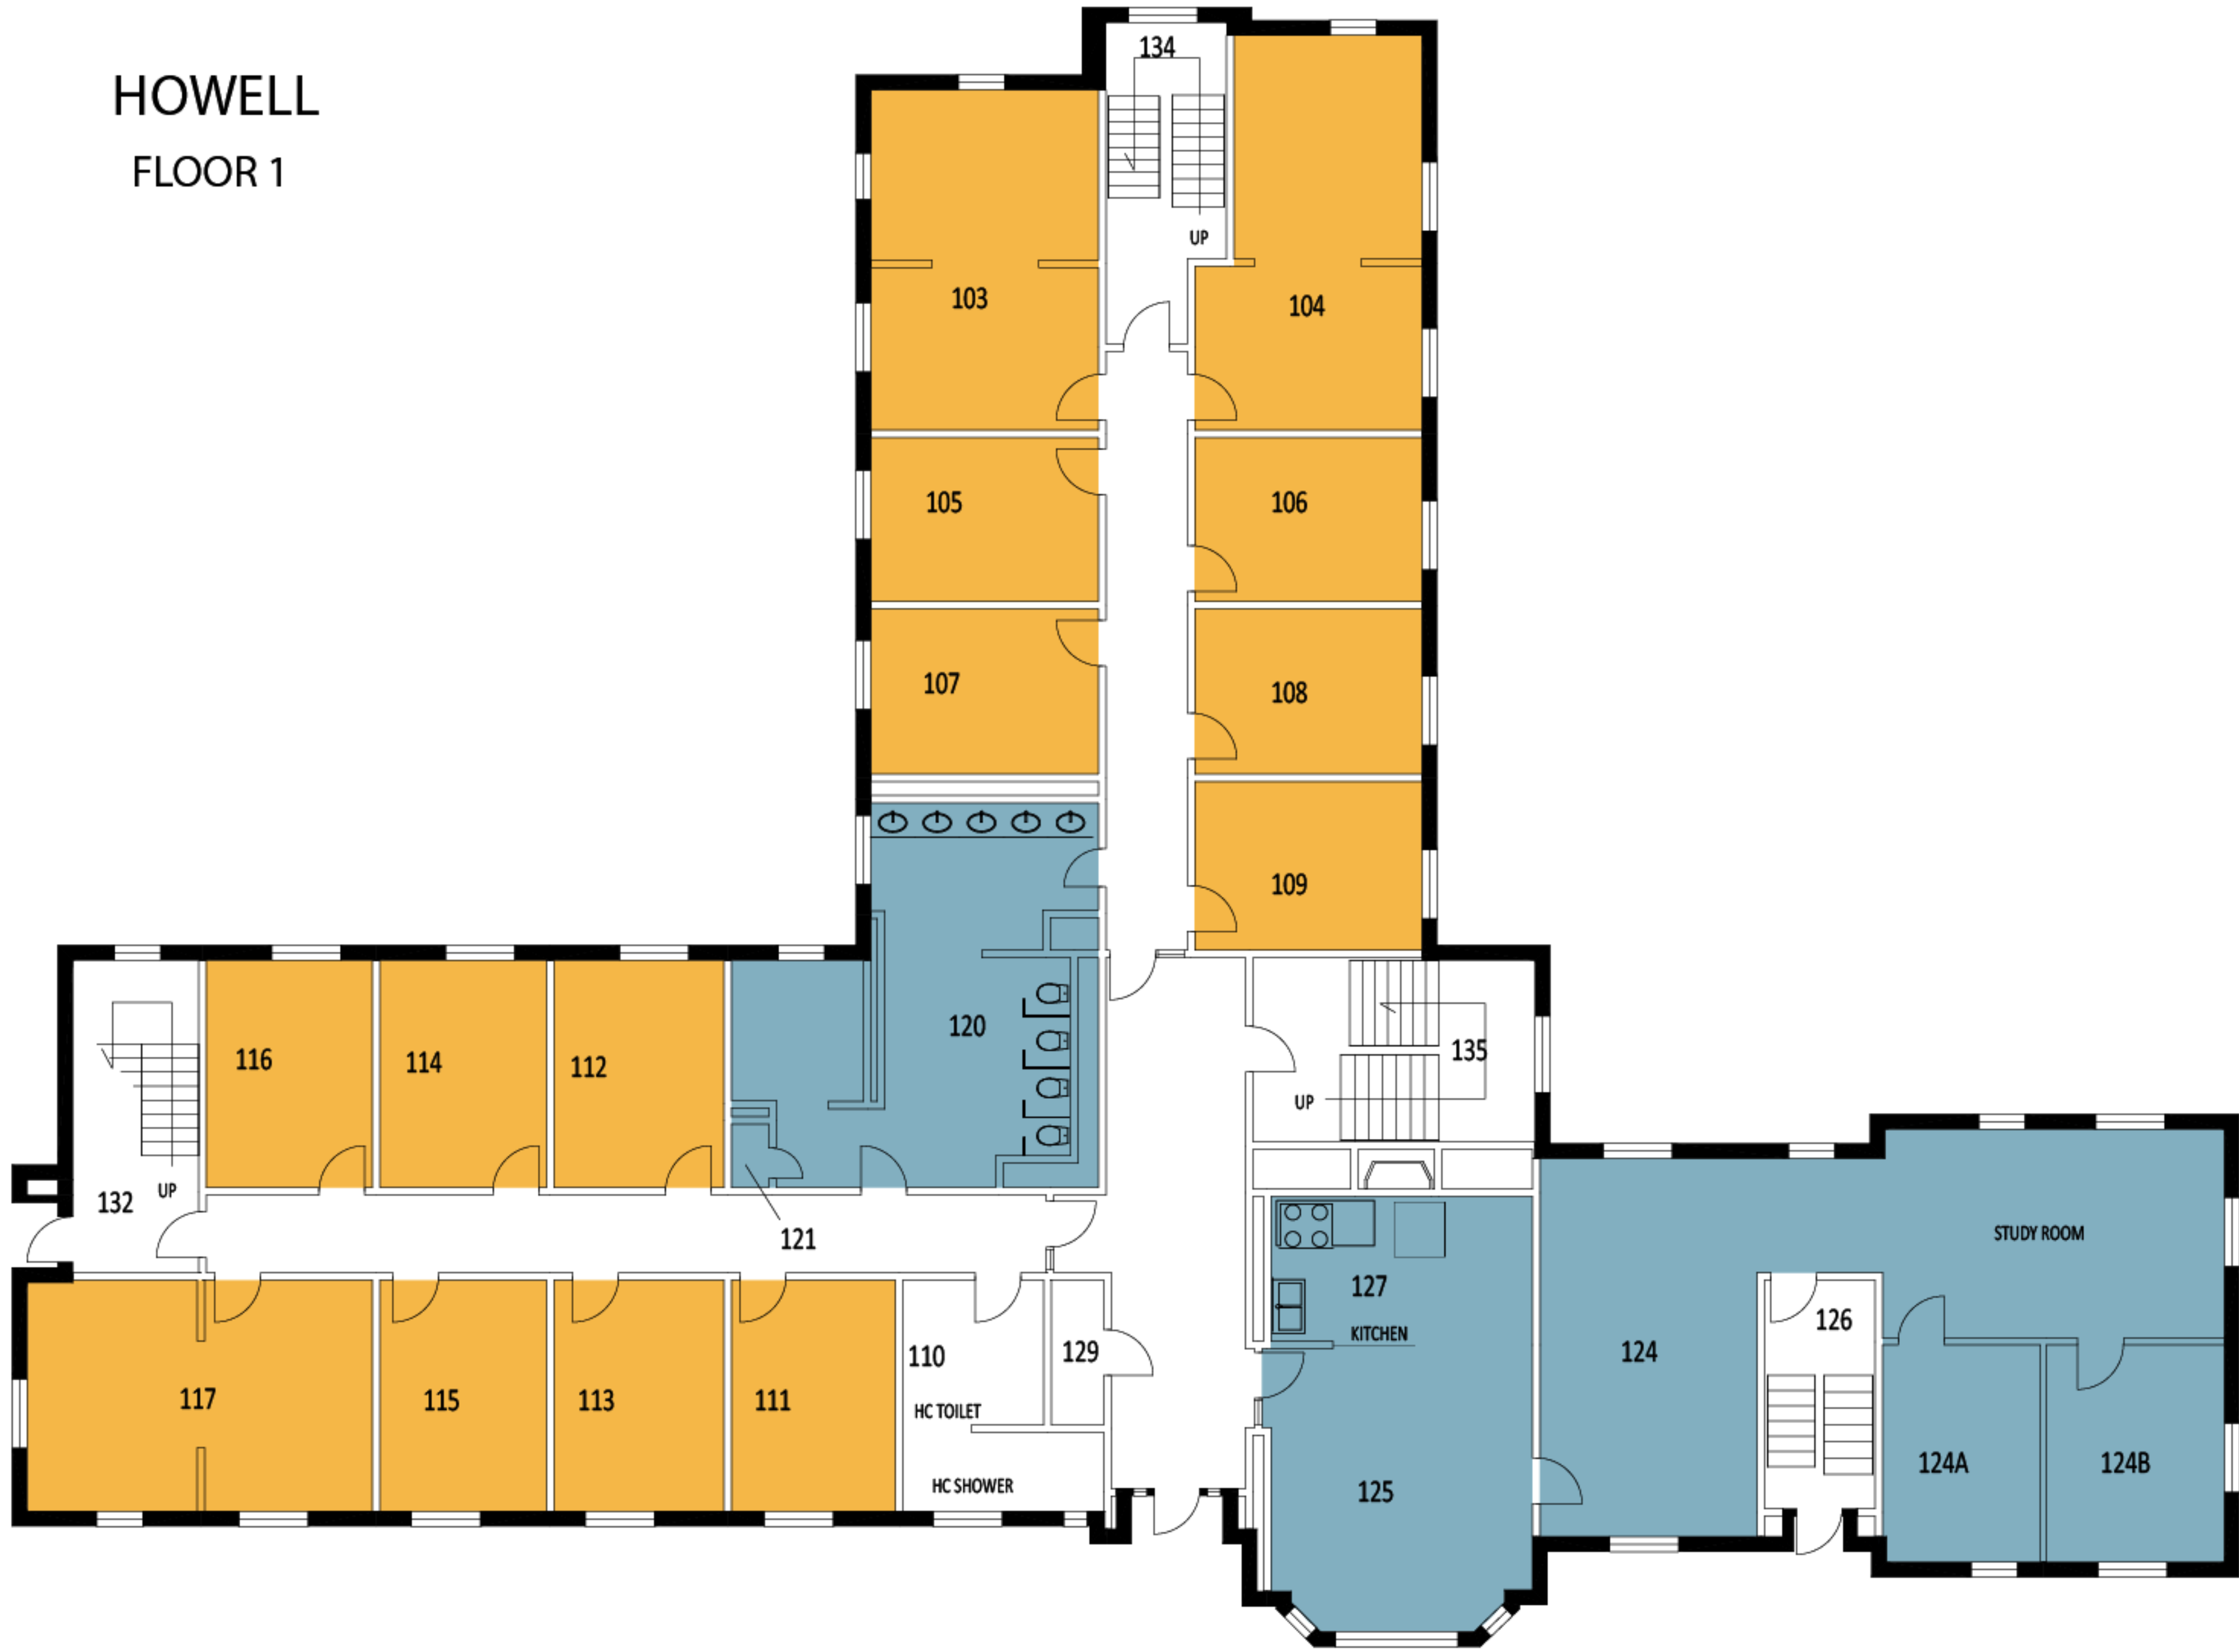 HOWELL
FLOOR 1
134
UP
103
104
105
106
107
108
109
120
135
UP
116
114
112
132
UP
121
STUDY ROOM
127
KITCHEN
126
110
129
124
117
115
113
111
HC TOILET
HC SHOWER
125
124A
124B